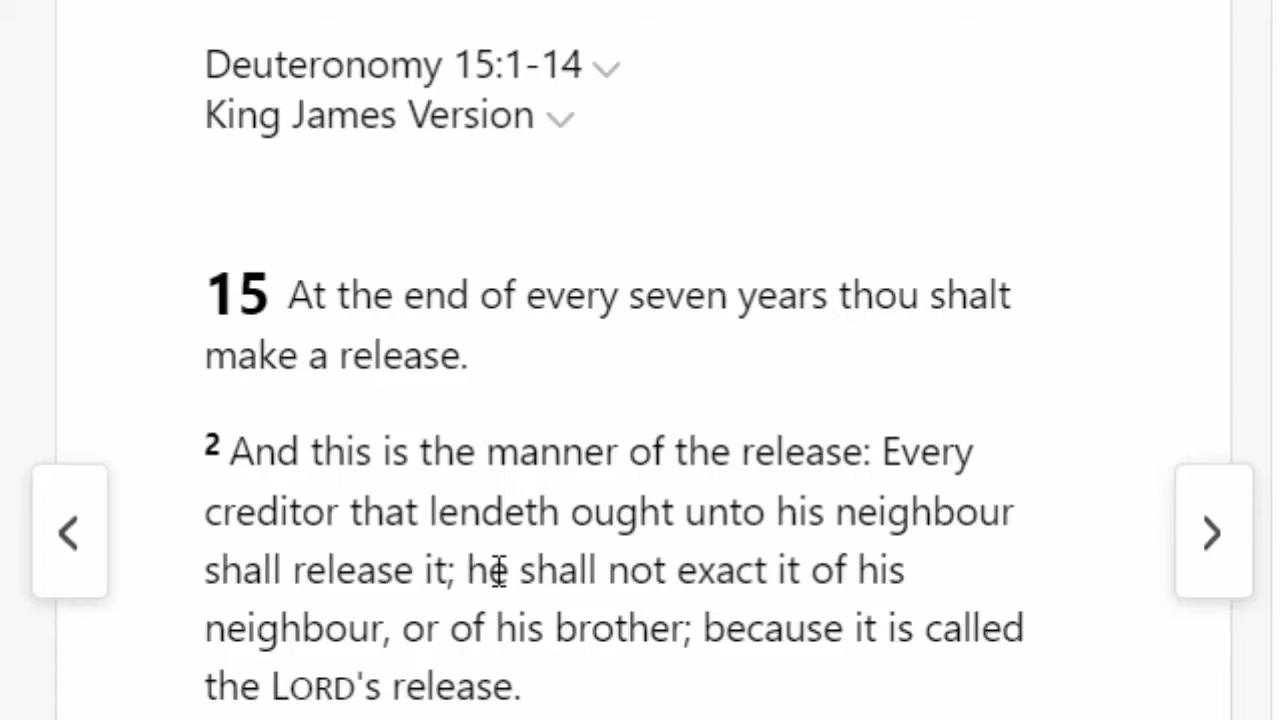 Deuteronomy 15:1-14
King James Version
15 At the end of every seven years thou shalt
make a release.
2 And this is the manner of the release: Every
creditor that lendeth ought unto his neighbour
shall release it; he shall not exact it of his
neighbour, or of his brother; because it is called
the LORD's release.